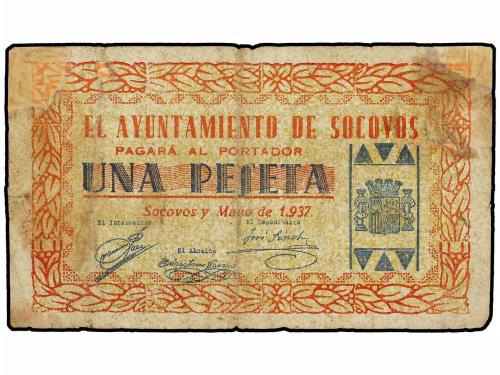 EL AYUNTAMIENTO DE SOCOVOS
PAGARÁ AL PORTADOR
UNA PESETA
Socovos y Mayo de 1.937.
El Interventor El Depositario
El Alcalde